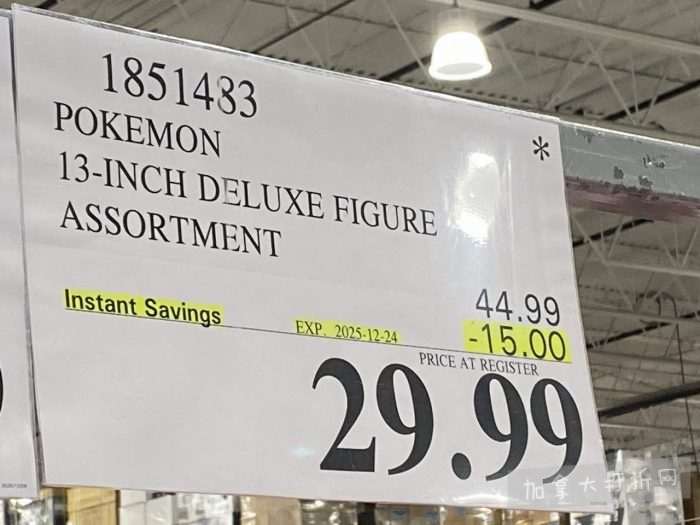 1851483
POKEMON
*
13-INCH DELUXE FIGURE
ASSORTMENT
44.99
Instant Savings
EXP. 2025-12-24
-15.00
PRICE AT REGISTER
29.99
加拿大打折网